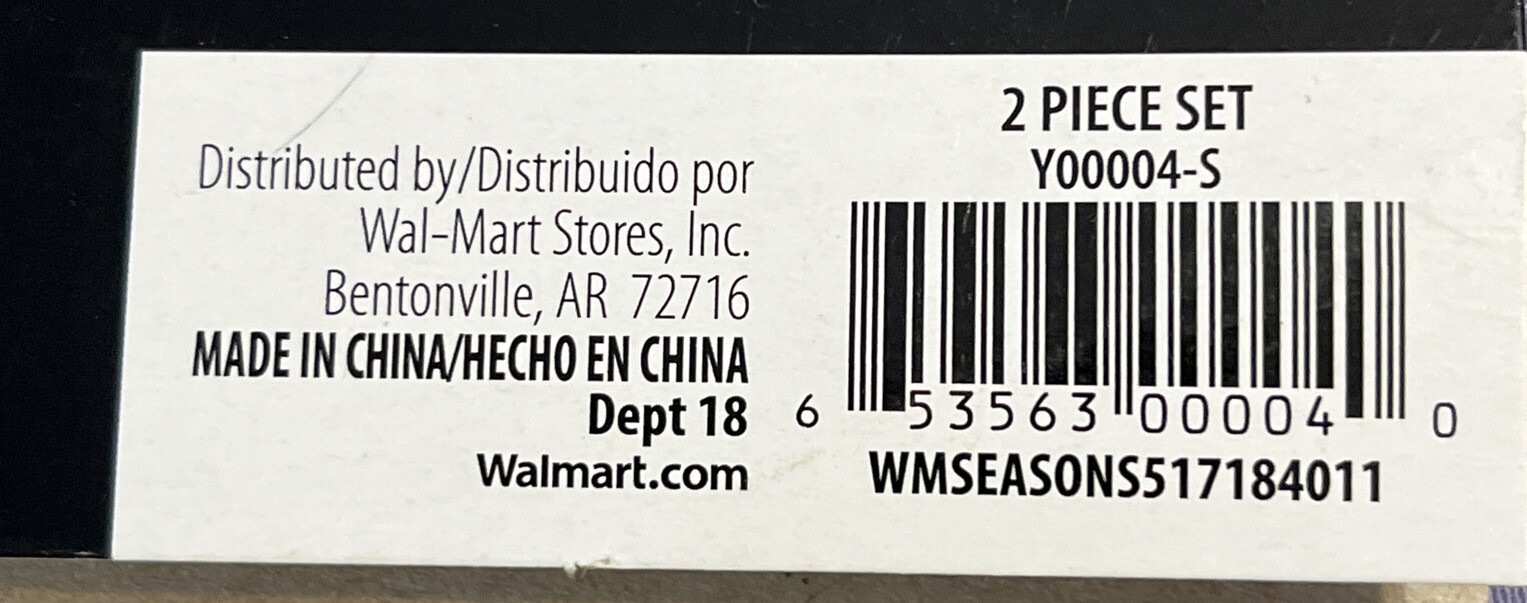 Distributed by/Distribuido por
Wal-Mart Stores, Inc.
Bentonville, AR 72716
MADE IN CHINA/HECHO EN CHINA
Dept 18
Walmart.com
2 PIECE SET
Y00004-S
6 53563 00004 0
WMSEASONS517184011